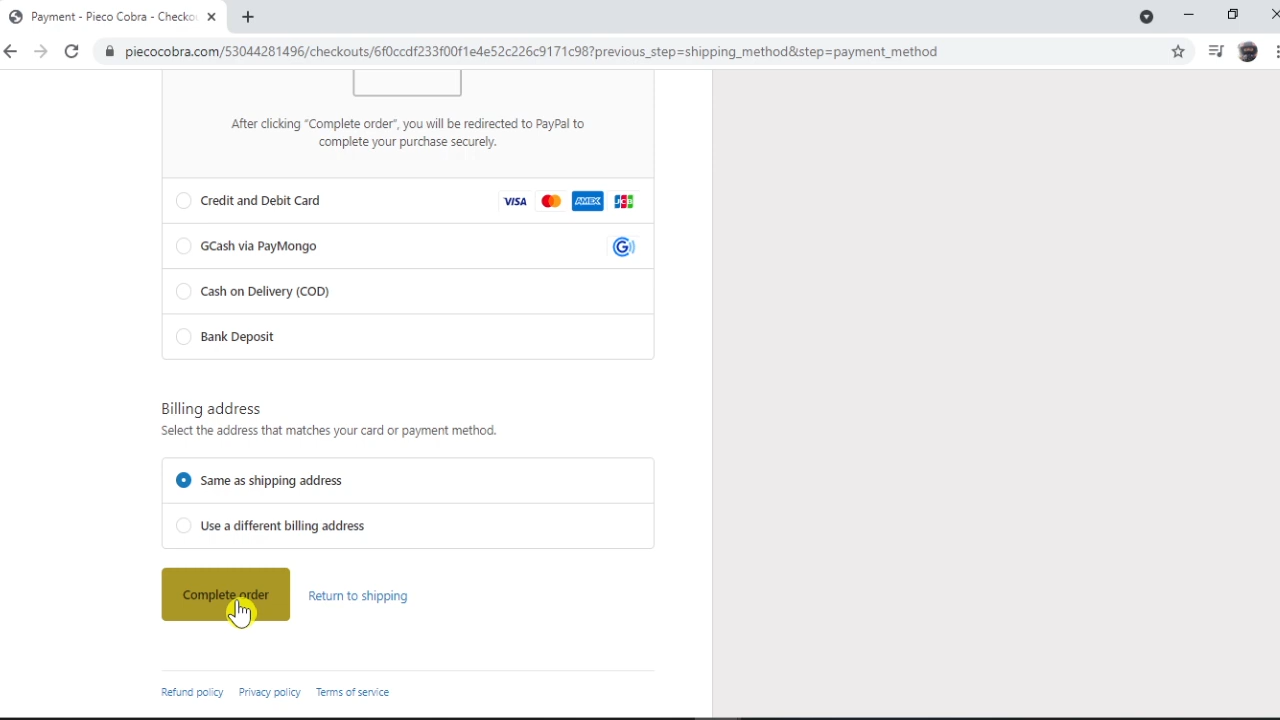 Payment - Pieco Cobra - Checkou
piecocobra.com/53044281496/checkouts/6f0ccdf233f00f1e4e52c226c9171c98?previous_step=shipping_method&step=payment_method
After clicking "Complete order", you will be redirected to PayPal to
complete your purchase securely.
Credit and Debit Card VISA AMEX JCB
GCash via PayMongo G
Cash on Delivery (COD)
Bank Deposit
Billing address
Select the address that matches your card or payment method.
Same as shipping address
Use a different billing address
Complete order Return to shipping
Refund policy Privacy policy Terms of service